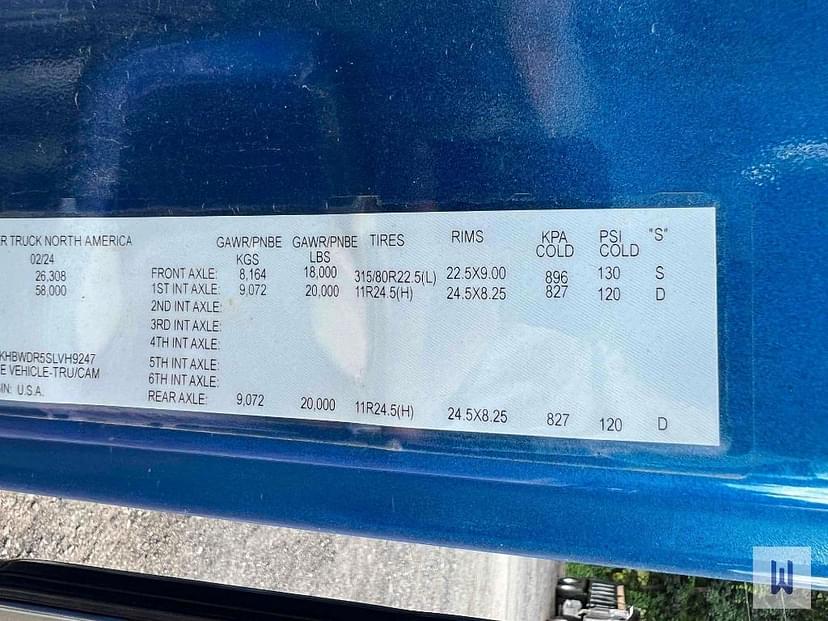 R TRUCK NORTH AMERICA GAWR/PNBE GAWR/PNBE TIRES RIMS KPA PSI "S"
02/24 KGS LBS COLD COLD
26,308 FRONT AXLE: 8,164 18,000 315/80R22.5(L) 22.5X9.00 896 130 S
58,000 1ST INT AXLE: 9,072 20,000 11R24.5(H) 24.5X8.25 827 120 D
2ND INT AXLE:
3RD INT AXLE:
4TH INT AXLE:
KHBWDR5SLVH9247
E VEHICLE-TRU/CAM 5TH INT AXLE:
6TH INT AXLE:
IN: U.S.A. REAR AXLE: 9,072 20,000 11R24.5(H) 24.5X8.25 827 120 D
W